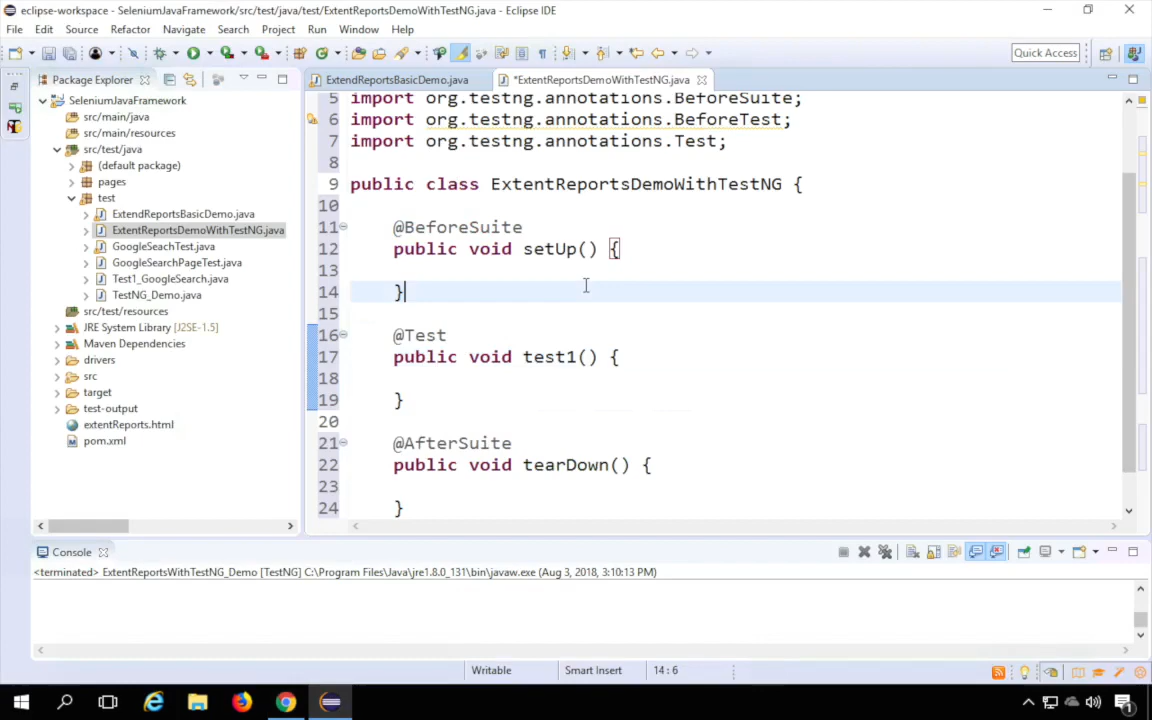 eclipse-workspace - SeleniumJavaFramework/src/test/java/test/ExtentReportsDemoWithTestNG.java - Eclipse IDE
File Edit Source Refactor Navigate Search Project Run Window Help
Quick Access
Package Explorer
ExtendReportsBasicDemo.java
*ExtentReportsDemoWithTestNG.java
SeleniumJavaFramework
src/main/java
src/main/resources
src/test/java
(default package)
pages
test
ExtendReportsBasicDemo.java
ExtentReportsDemoWithTestNG.java
GoogleSeachTest.java
GoogleSearchPageTest.java
Test1_GoogleSearch.java
TestNG_Demo.java
src/test/resources
JRE System Library [J2SE-1.5]
Maven Dependencies
drivers
src
target
test-output
extentReports.html
pom.xml
5 import org.testng.annotations.BeforeSuite;
6 import org.testng.annotations.BeforeTest;
7 import org.testng.annotations.Test;
8
9 public class ExtentReportsDemoWithTestNG {
10
11 @BeforeSuite
12 public void setUp() {
13
14 }
15
16 @Test
17 public void test1() {
18
19 }
20
21 @AfterSuite
22 public void tearDown() {
23
24 }
Console
<terminated> ExtentReportsWithTestNG_Demo [TestNG] C:\Program Files\Java\jre1.8.0_131\bin\javaw.exe (Aug 3, 2018, 3:10:13 PM)
Writable Smart Insert 14 : 6
1